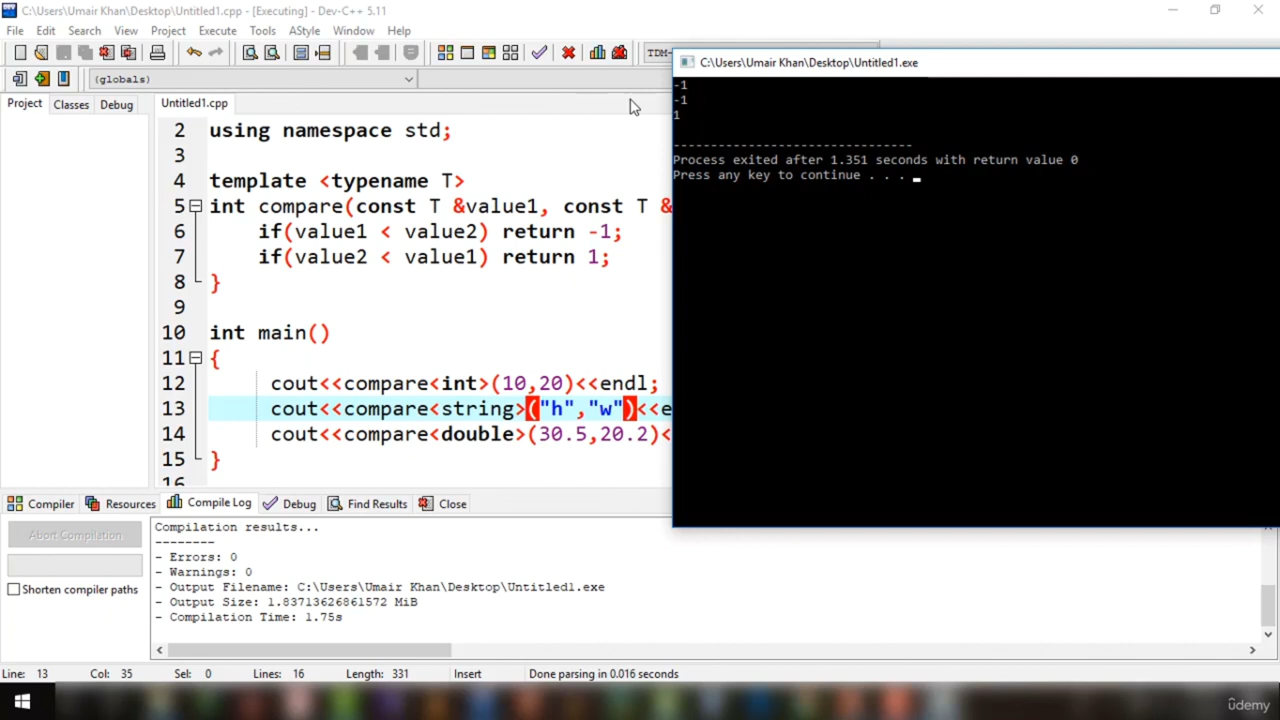 C:\Users\Umair Khan\Desktop\Untitled1.cpp - [Executing] - Dev-C++ 5.11
File Edit Search View Project Execute Tools AStyle Window Help
TDM-
(globals)
C:\Users\Umair Khan\Desktop\Untitled1.exe
Project Classes Debug Untitled1.cpp
-1
-1
1
--------------------------------
Process exited after 1.351 seconds with return value 0
Press any key to continue . . .
2 using namespace std;
3
4 template <typename T>
5 int compare(const T &value1, const T &
6 if(value1 < value2) return -1;
7 if(value2 < value1) return 1;
8 }
9
10 int main()
11 {
12 cout<<compare<int>(10,20)<<endl;
13 cout<<compare<string>("h","w")<<e
14 cout<<compare<double>(30.5,20.2)<
15 }
16
Compiler Resources Compile Log Debug Find Results Close
Abort Compilation
Shorten compiler paths
Compilation results...
--------
- Errors: 0
- Warnings: 0
- Output Filename: C:\Users\Umair Khan\Desktop\Untitled1.exe
- Output Size: 1.83713626861572 MiB
- Compilation Time: 1.75s
Line: 13 Col: 35 Sel: 0 Lines: 16 Length: 331 Insert Done parsing in 0.016 seconds
ûdemy